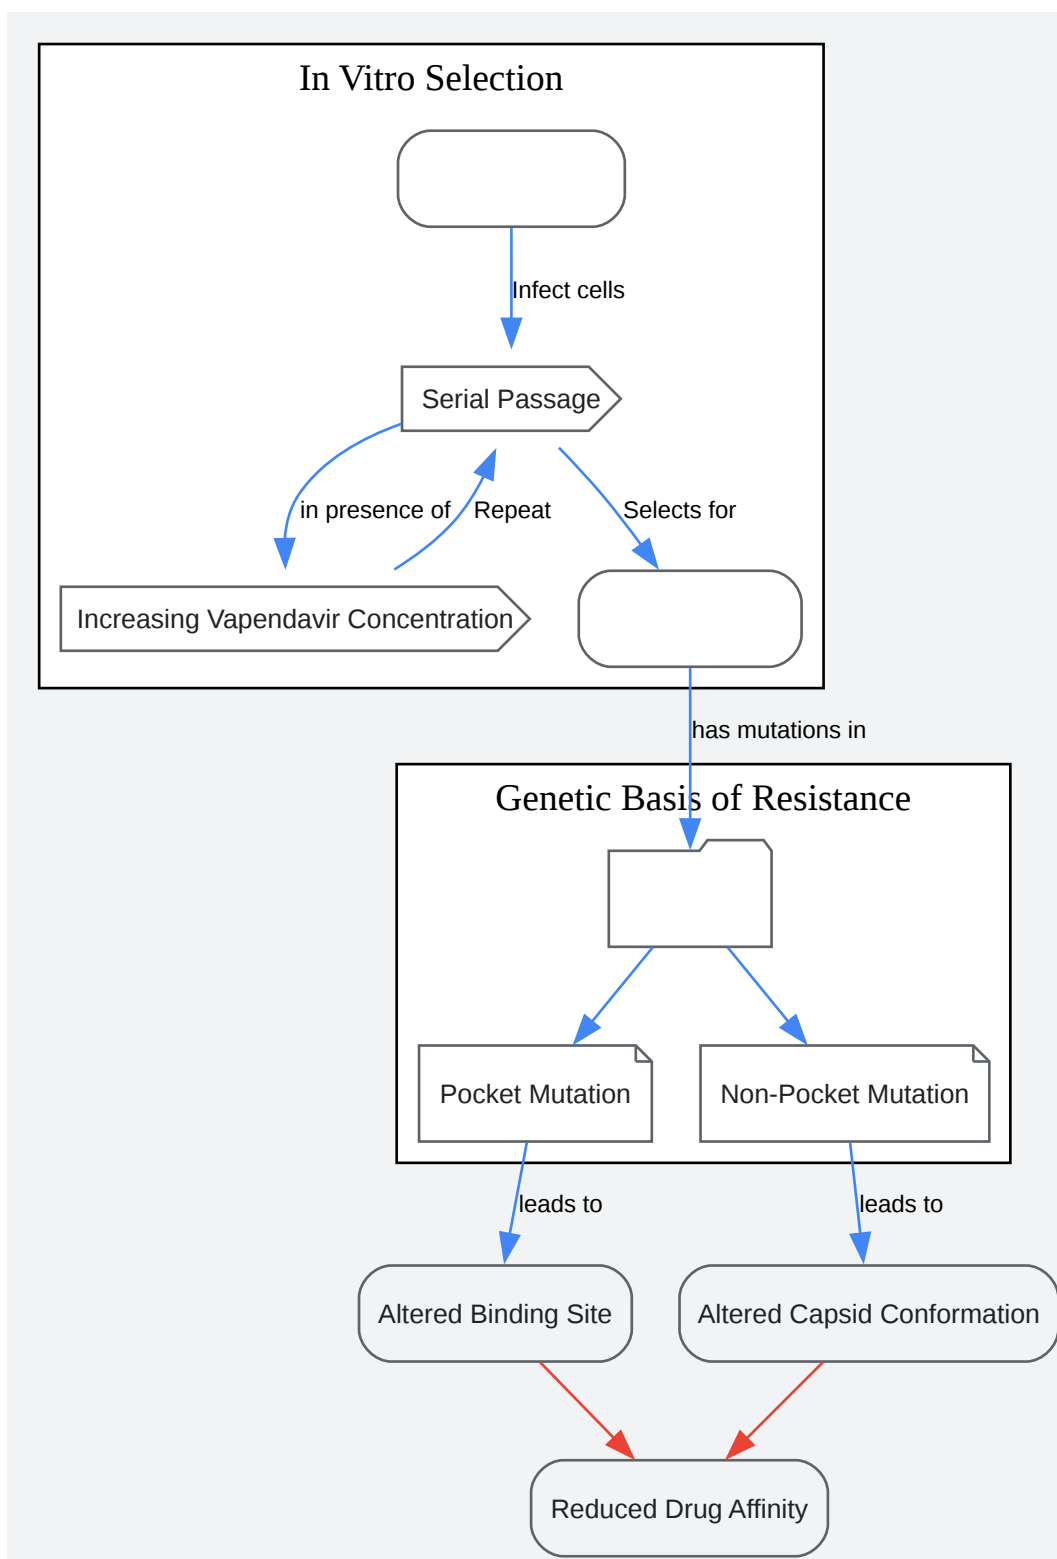 In Vitro Selection
Infect cells
Serial Passage
in presence of
Repeat
Selects for
Increasing Vapendavir Concentration
has mutations in
Genetic Basis of Resistance
Pocket Mutation
Non-Pocket Mutation
leads to
leads to
Altered Binding Site
Altered Capsid Conformation
Reduced Drug Affinity